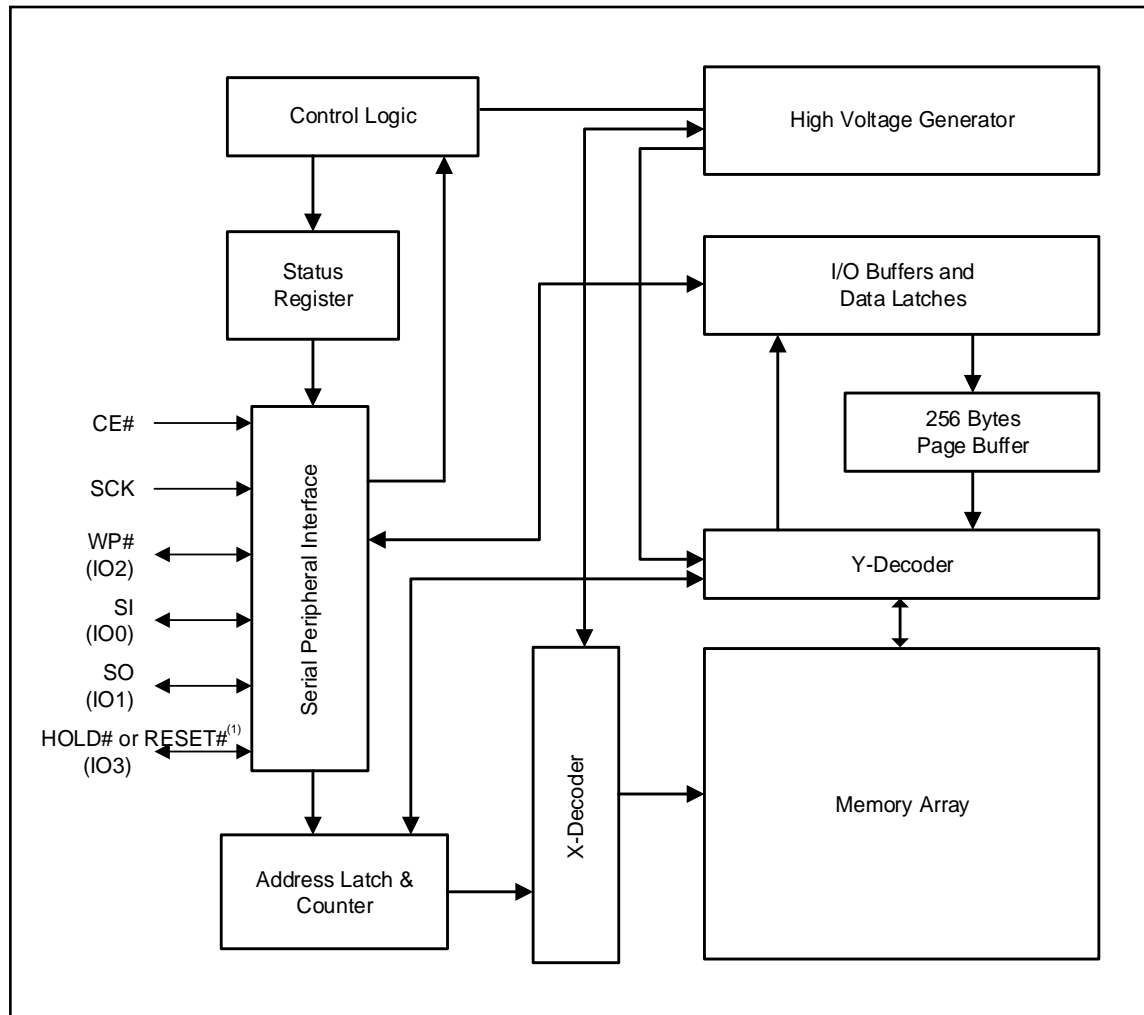 Control Logic
High Voltage Generator
Status
Register
I/O Buffers and
Data Latches
256 Bytes
Page Buffer
CE#
SCK
WP#
(IO2)
SI
(IO0)
SO
(IO1)
HOLD# or RESET#(1)
(IO3)
Serial Peripheral Interface
Y-Decoder
X-Decoder
Memory Array
Address Latch &
Counter